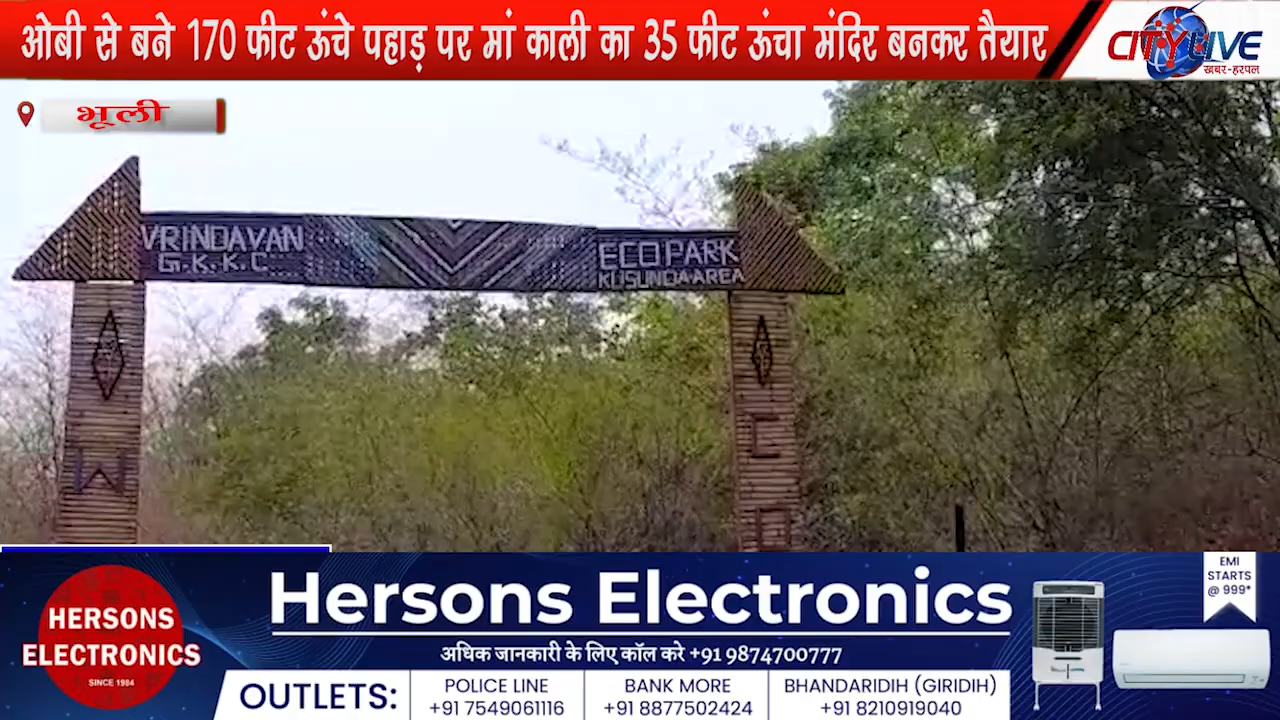 ओबी से बने 170 फीट ऊंचे पहाड़ पर मां काली का 35 फीट ऊंचा मंदिर बनकर तैयार
CITY LIVE
खबर-हरपल
भूली
VRINDAVAN
G.K.K.C
ECO PARK
KUSUNDA AREA
W
E
HERSONS
ELECTRONICS
SINCE 1984
Hersons Electronics
अधिक जानकारी के लिए कॉल करे +91 9874700777
EMI
STARTS
@ 999*
OUTLETS:
POLICE LINE
+91 7549061116
BANK MORE
+91 8877502424
BHANDARIDIH (GIRIDIH)
+91 8210919040